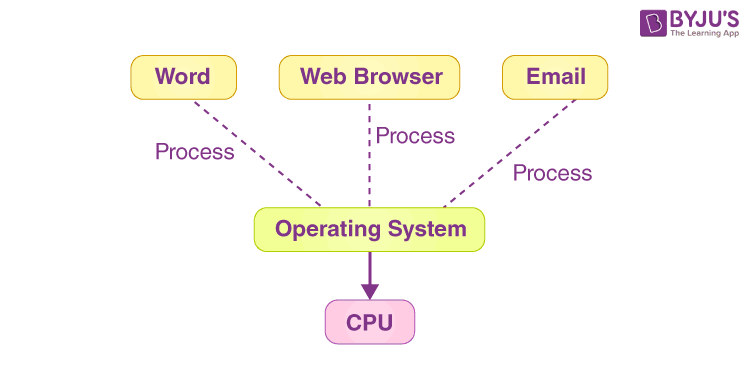 BYJU'S
The Learning App
Word
Web Browser
Email
Process
Process
Process
Operating System
CPU